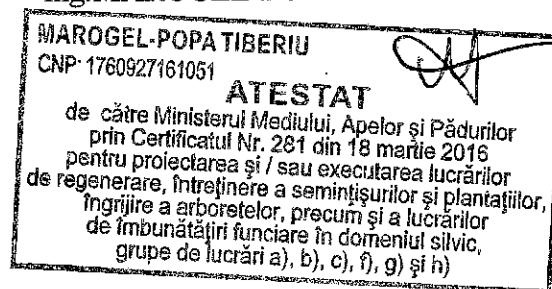 MAROGEL-POPA TIBERIU
CNP: 1760927161051
ATESTAT
de către Ministerul Mediului, Apelor și Pădurilor
prin Certificatul Nr. 281 din 18 martie 2016
pentru proiectarea și / sau executarea lucrărilor
de regenerare, întreținere a semințișurilor și plantațiilor,
îngrijire a arboretelor, precum și a lucrărilor
de îmbunătățiri funciare în domeniul silvic,
grupe de lucrări a), b), c), f), g) și h)